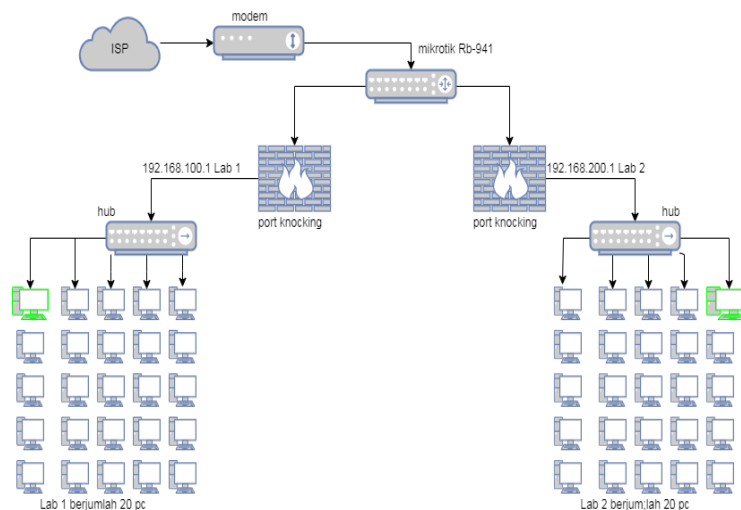 modem
ISP
mikrotik Rb-941
192.168.100.1 Lab 1
192.168.200.1 Lab 2
port knocking
port knocking
hub
hub
Lab 1 berjumlah 20 pc
Lab 2 berjum;lah 20 pc